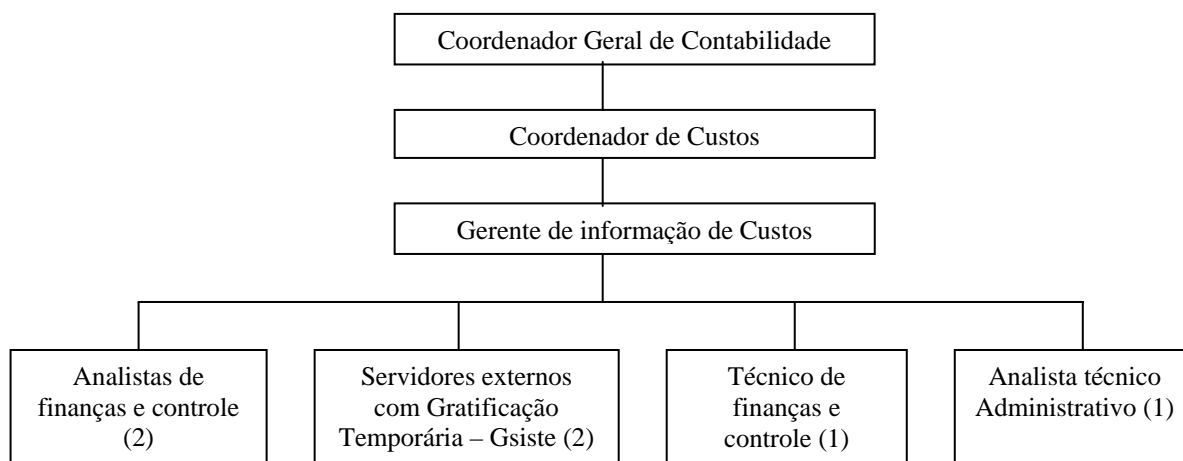 Coordenador Geral de Contabilidade
Coordenador de Custos
Gerente de informação de Custos
Analistas de
finanças e controle
(2)
Servidores externos
com Gratificação
Temporária – Gsiste (2)
Técnico de
finanças e
controle (1)
Analista técnico
Administrativo (1)